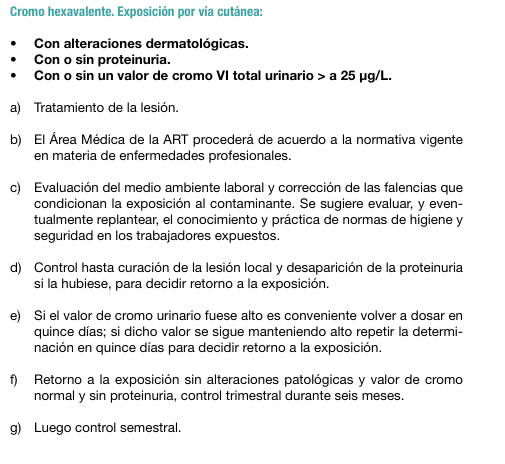 Cromo hexavalente. Exposición por via cutánea:
• Con alteraciones dermatológicas.
• Con o sin proteinuria.
• Con o sin un valor de cromo VI total urinario > a 25 µg/L.
a) Tratamiento de la lesión.
b) El Área Médica de la ART procederá de acuerdo a la normativa vigente
en materia de enfermedades profesionales.
c) Evaluación del medio ambiente laboral y corrección de las falencias que
condicionan la exposición al contaminante. Se sugiere evaluar, y even-
tualmente replantear, el conocimiento y práctica de normas de higiene y
seguridad en los trabajadores expuestos.
d) Control hasta curación de la lesión local y desaparición de la proteinuria
si la hubiese, para decidir retorno a la exposición.
e) Si el valor de cromo urinario fuese alto es conveniente volver a dosar en
quince días; si dicho valor se sigue manteniendo alto repetir la determi-
nación en quince días para decidir retorno a la exposición.
f) Retorno a la exposición sin alteraciones patológicas y valor de cromo
normal y sin proteinuria, control trimestral durante seis meses.
g) Luego control semestral.